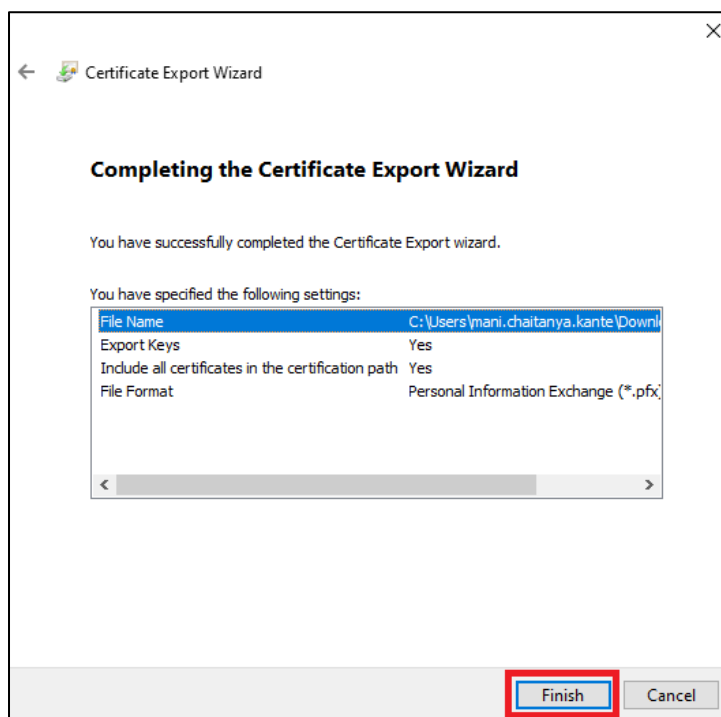 Certificate Export Wizard
Completing the Certificate Export Wizard
You have successfully completed the Certificate Export wizard.
You have specified the following settings:
File Name C:\Users\mani.chaitanya.kante\Downl
Export Keys Yes
Include all certificates in the certification path Yes
File Format Personal Information Exchange (*.pfx)
Finish Cancel